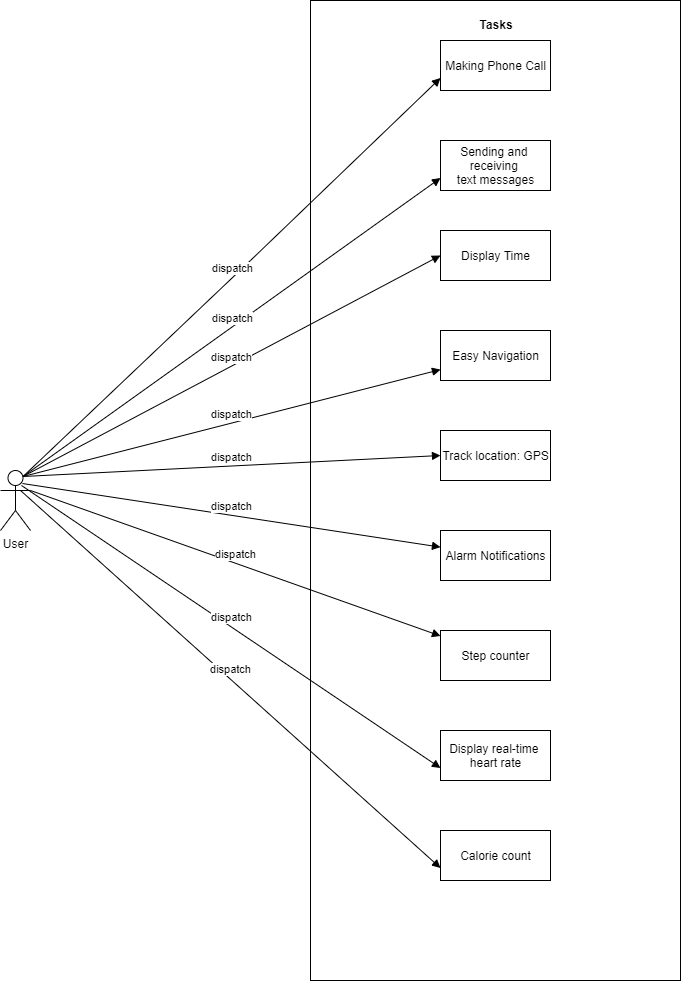 Tasks
Making Phone Call
Sending and
receiving
text messages
Display Time
dispatch
dispatch
dispatch
Easy Navigation
dispatch
Track location: GPS
dispatch
dispatch
User
Alarm Notifications
dispatch
dispatch
Step counter
dispatch
Display real-time
heart rate
Calorie count